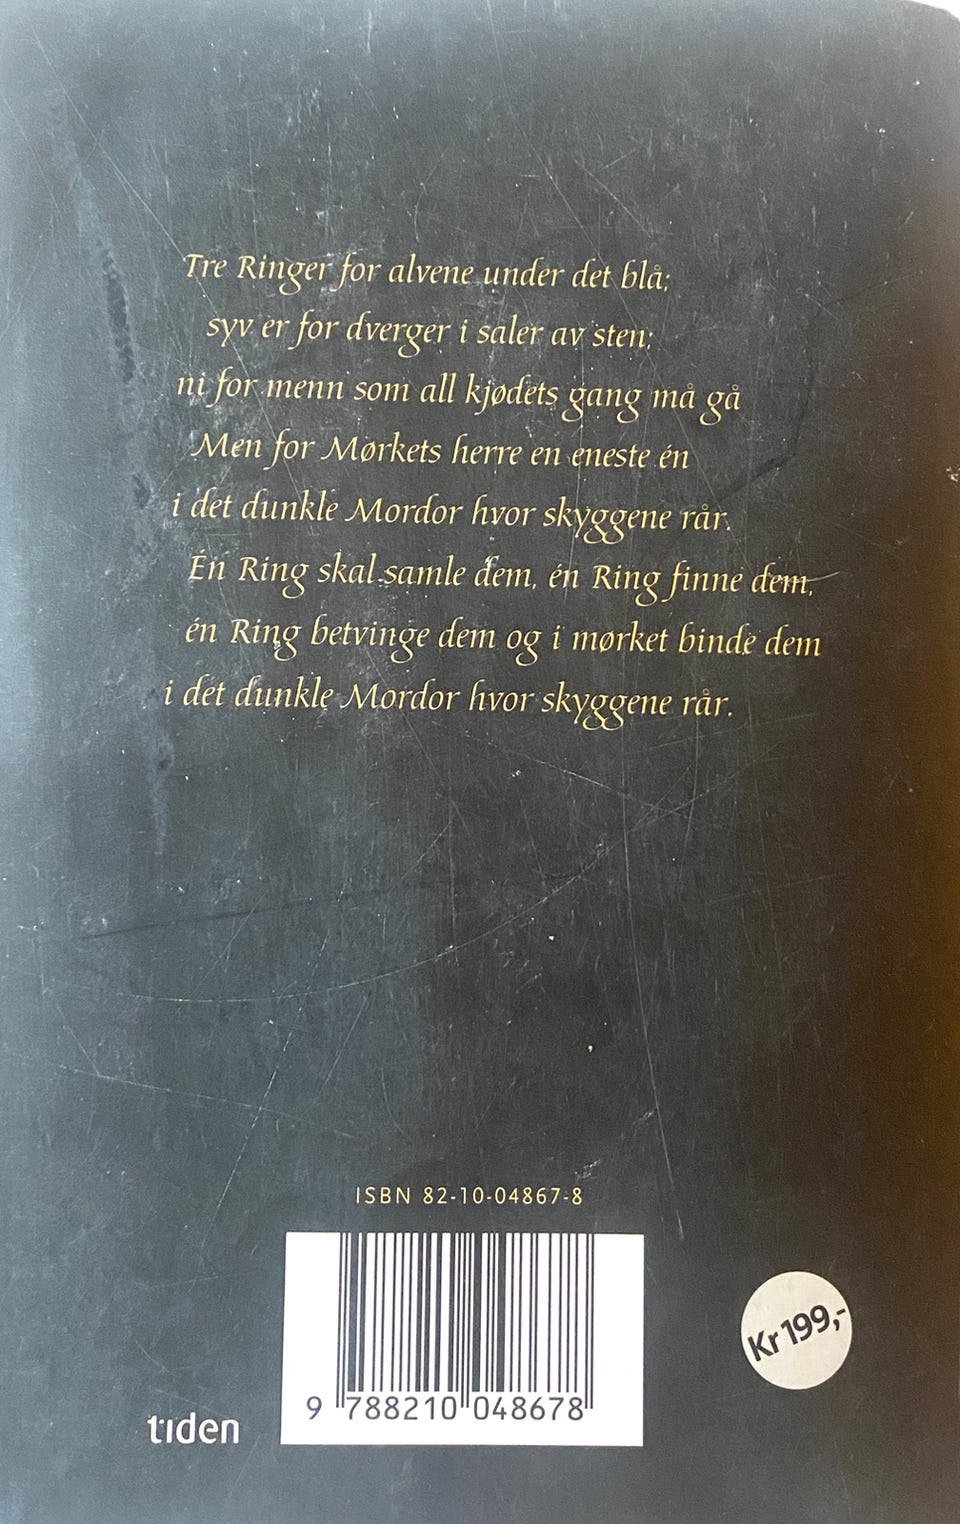 Tre Ringer for alvene under det blå;
syv er for dverger i saler av sten;
ni for menn som all kjødets gang må gå
Men for Mørkets herre en eneste én
i det dunkle Mordor hvor skyggene rår.
Én Ring skal samle dem, én Ring finne dem,
én Ring betvinge dem og i mørket binde dem
i det dunkle Mordor hvor skyggene rår.
ISBN 82-10-04867-8
Kr 199,-
9 788210 048678
tiden